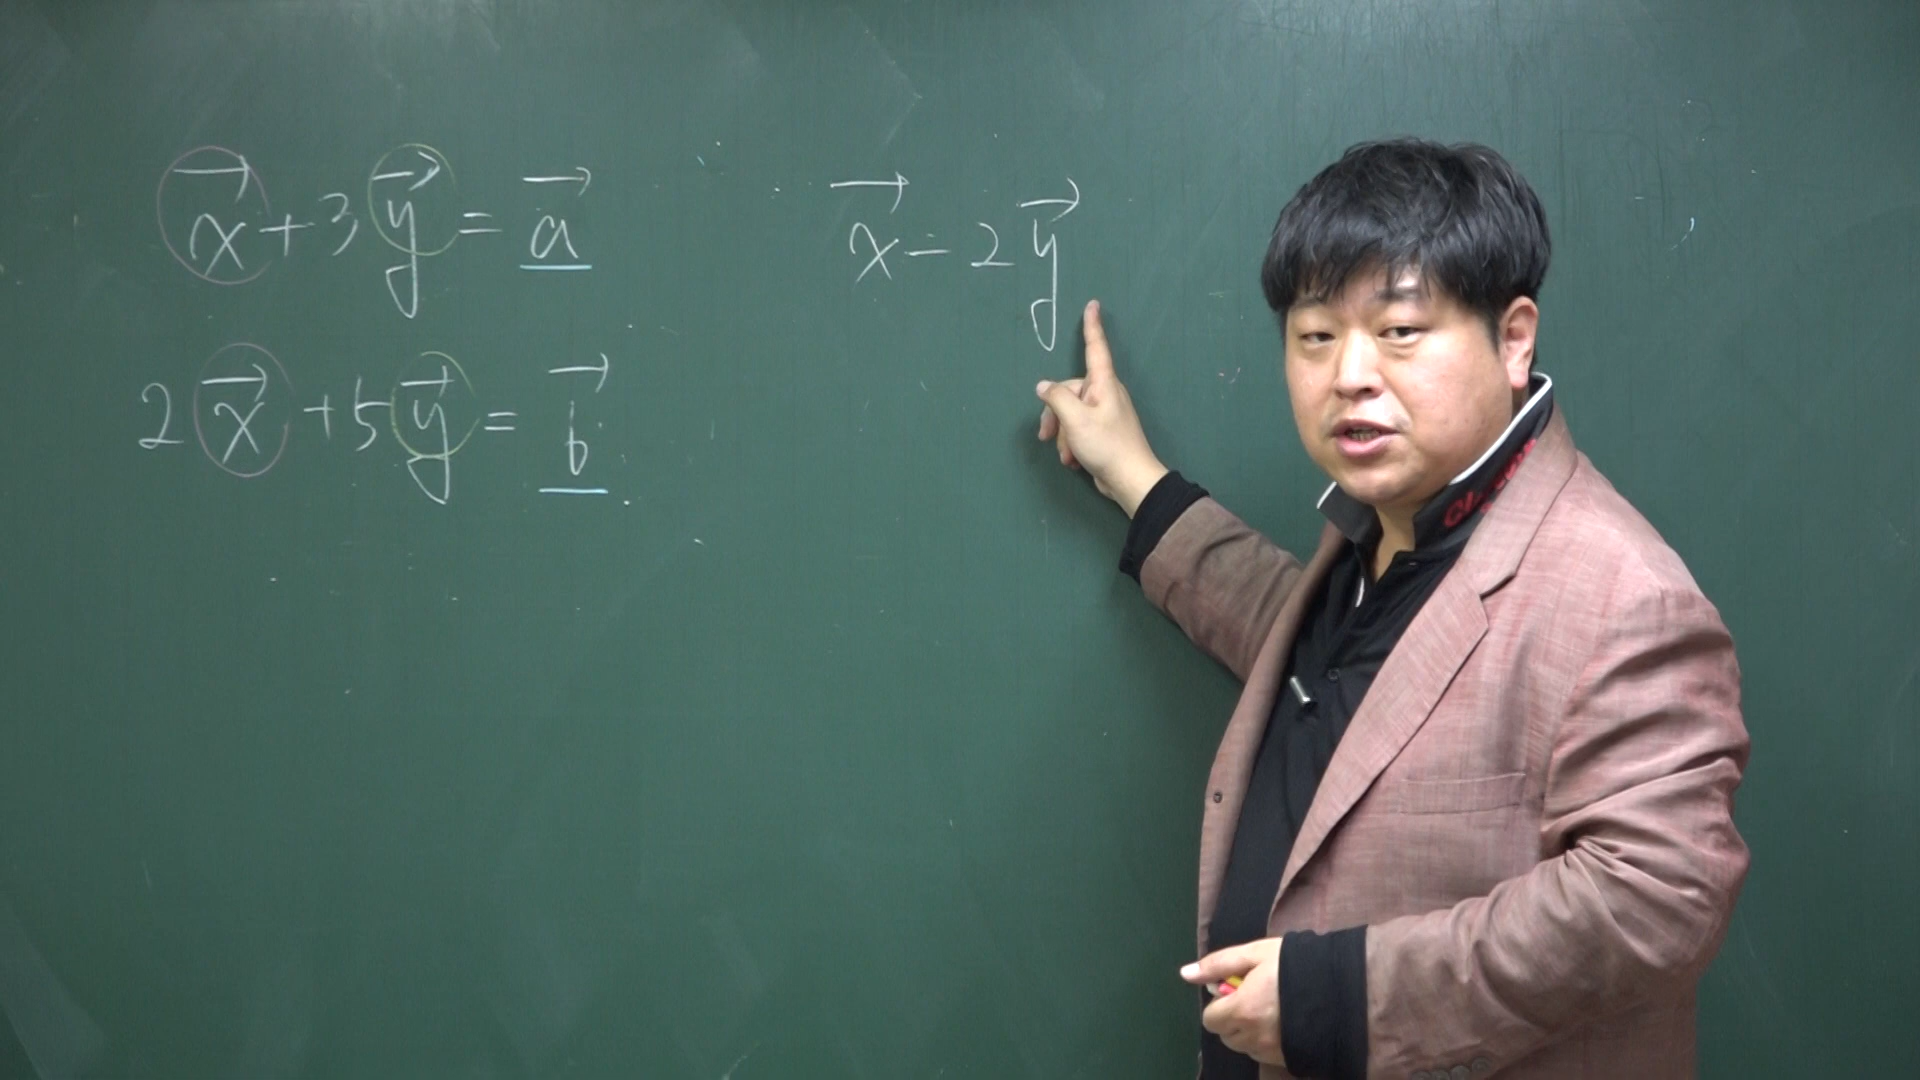 x⃗ + 3y⃗ = a⃗
2x⃗ + 5y⃗ = b⃗
x⃗ - 2y⃗